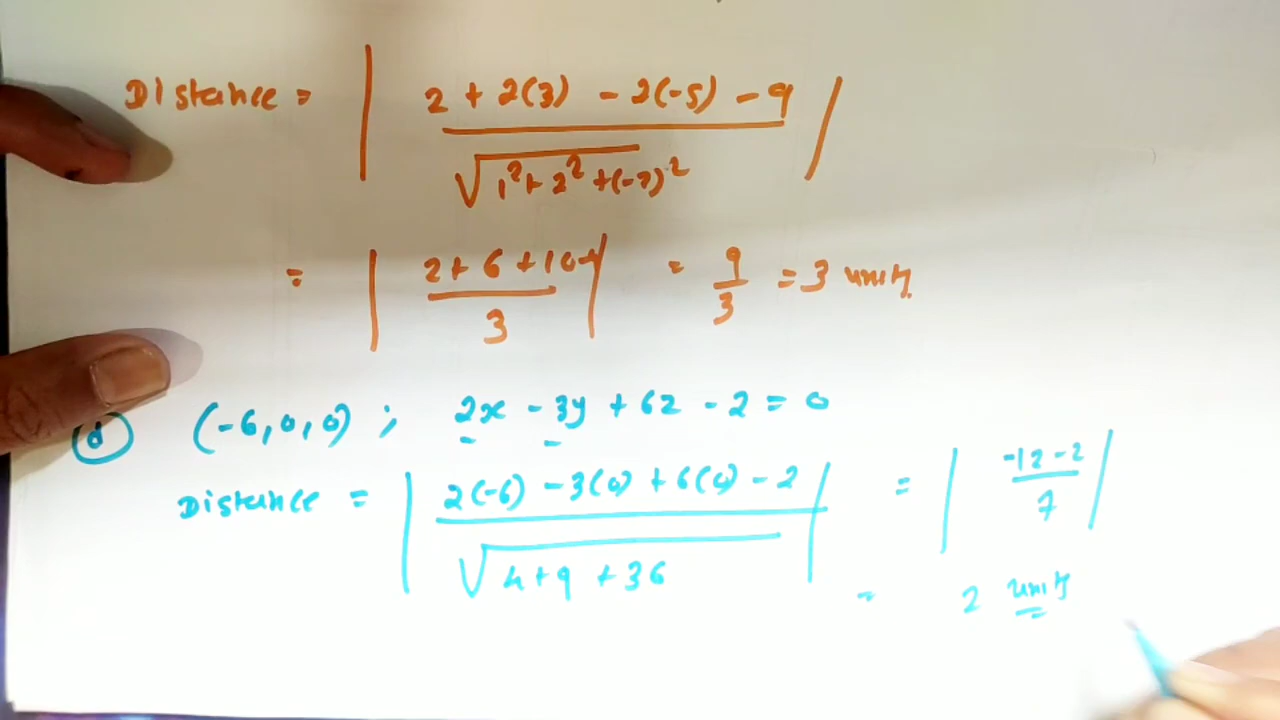 Distance = | 2 + 2(3) - 2(-5) - 9 / √1² + 2² + (-2)² |
= | 2 + 6 + 10 - 9 / 3 | = 9/3 = 3 units.
(d) (-6, 0, 0) ; 2x - 3y + 6z - 2 = 0
Distance = | 2(-6) - 3(0) + 6(0) - 2 / √4 + 9 + 36 | = | -12 - 2 / 7 |
= 2 units